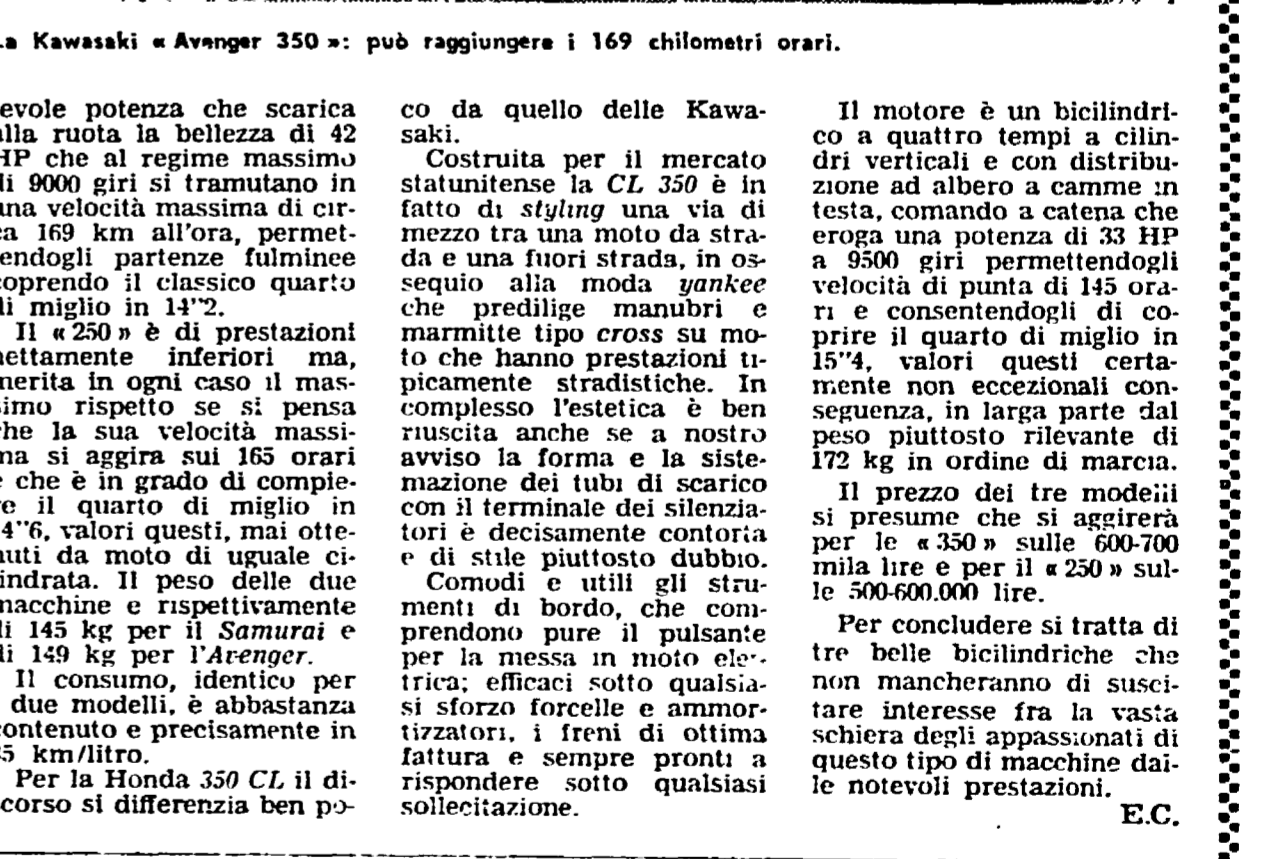 La Kawasaki « Avenger 350 »: può raggiungere i 169 chilometri orari.
evole potenza che scarica
alla ruota la bellezza di 42
HP che al regime massimo
di 9000 giri si tramutano in
una velocità massima di cir-
ca 169 km all'ora, permet-
tendogli partenze fulminee
coprendo il classico quarto
di miglio in 14"2.
Il « 250 » è di prestazioni
nettamente inferiori ma,
merita in ogni caso il mas-
simo rispetto se si pensa
che la sua velocità massi-
ma si aggira sui 165 orari
e che è in grado di compie-
re il quarto di miglio in
14"6, valori questi, mai otte-
nuti da moto di uguale ci-
lindrata. Il peso delle due
macchine e rispettivamente
di 145 kg per il Samurai e
di 149 kg per l'Avenger.
Il consumo, identico per
due modelli, è abbastanza
contenuto e precisamente in
5 km/litro.
Per la Honda 350 CL il di-
scorso si differenzia ben po-
co da quello delle Kawa-
saki.
Costruita per il mercato
statunitense la CL 350 è in
fatto di styling una via di
mezzo tra una moto da stra-
da e una fuori strada, in os-
sequio alla moda yankee
che predilige manubri e
marmitte tipo cross su mo-
to che hanno prestazioni ti-
picamente stradistiche. In
complesso l'estetica è ben
riuscita anche se a nostro
avviso la forma e la siste-
mazione dei tubi di scarico
con il terminale dei silenzia-
tori è decisamente contorta
e di stile piuttosto dubbio.
Comodi e utili gli stru-
menti di bordo, che com-
prendono pure il pulsante
per la messa in moto elet-
trica; efficaci sotto qualsia-
si sforzo forcelle e ammor-
tizzatori, i freni di ottima
fattura e sempre pronti a
rispondere sotto qualsiasi
sollecitazione.
Il motore è un bicilindri-
co a quattro tempi a cilin-
dri verticali e con distribu-
zione ad albero a camme in
testa, comando a catena che
eroga una potenza di 33 HP
a 9500 giri permettendogli
velocità di punta di 145 ora-
ri e consentendogli di co-
prire il quarto di miglio in
15"4, valori questi certa-
mente non eccezionali con-
seguenza, in larga parte dal
peso piuttosto rilevante di
172 kg in ordine di marcia.
Il prezzo dei tre modelli
si presume che si aggirerà
per le « 350 » sulle 600-700
mila lire e per il « 250 » sul-
le 500-600.000 lire.
Per concludere si tratta di
tre belle bicilindriche che
non mancheranno di susci-
tare interesse fra la vasta
schiera degli appassionati di
questo tipo di macchine dal-
le notevoli prestazioni.
E.C.